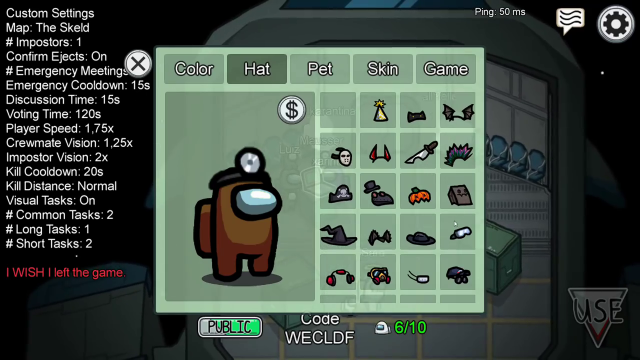 Custom Settings
Map: The Skeld
# Impostors: 1
Confirm Ejects: On
# Emergency Meetings
Emergency Cooldown: 15s
Discussion Time: 15s
Voting Time: 120s
Player Speed: 1,75x
Crewmate Vision: 1,25x
Impostor Vision: 2x
Kill Cooldown: 20s
Kill Distance: Normal
Visual Tasks: On
# Common Tasks: 2
# Long Tasks: 1
# Short Tasks: 2
I WISH I left the game.
Ping: 50 ms
Color
Hat
Pet
Skin
Game
$
PUBLIC
Code
WECLDF
6/10
USE